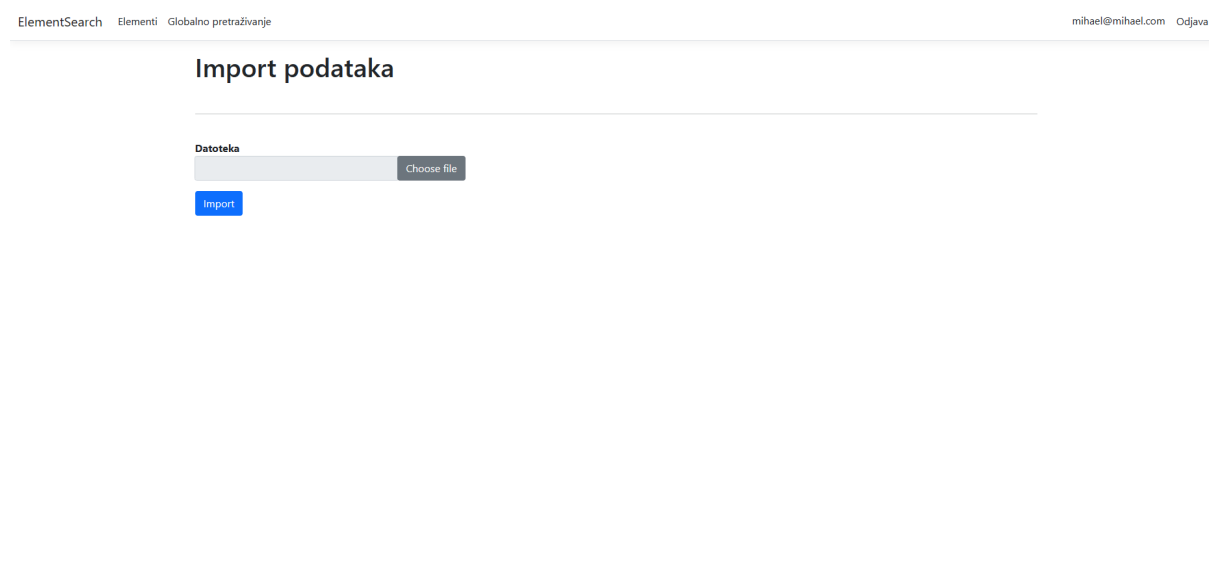 ElementSearch Elementi Globalno pretraživanje mihael@mihael.com Odjava
Import podataka
Datoteka
Choose file
Import